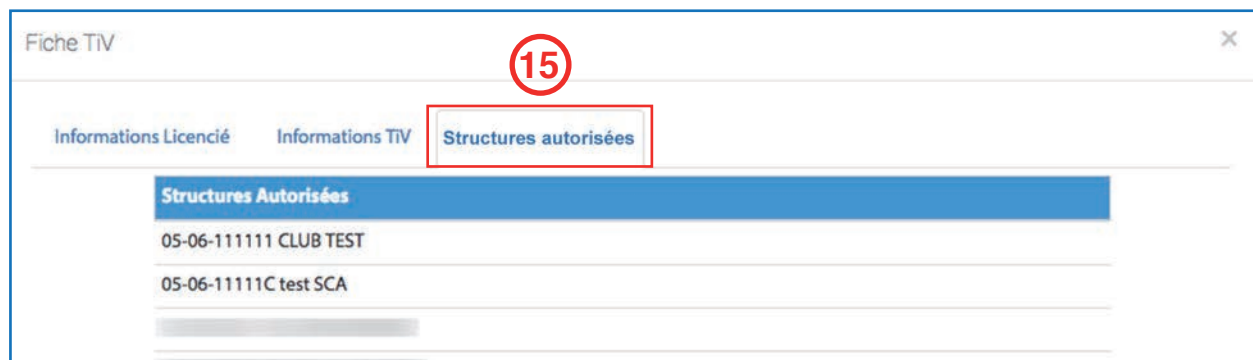 Fiche TiV
×
15
Informations Licencié Informations TiV Structures autorisées
Structures Autorisées
05-06-111111 CLUB TEST
05-06-11111C test SCA